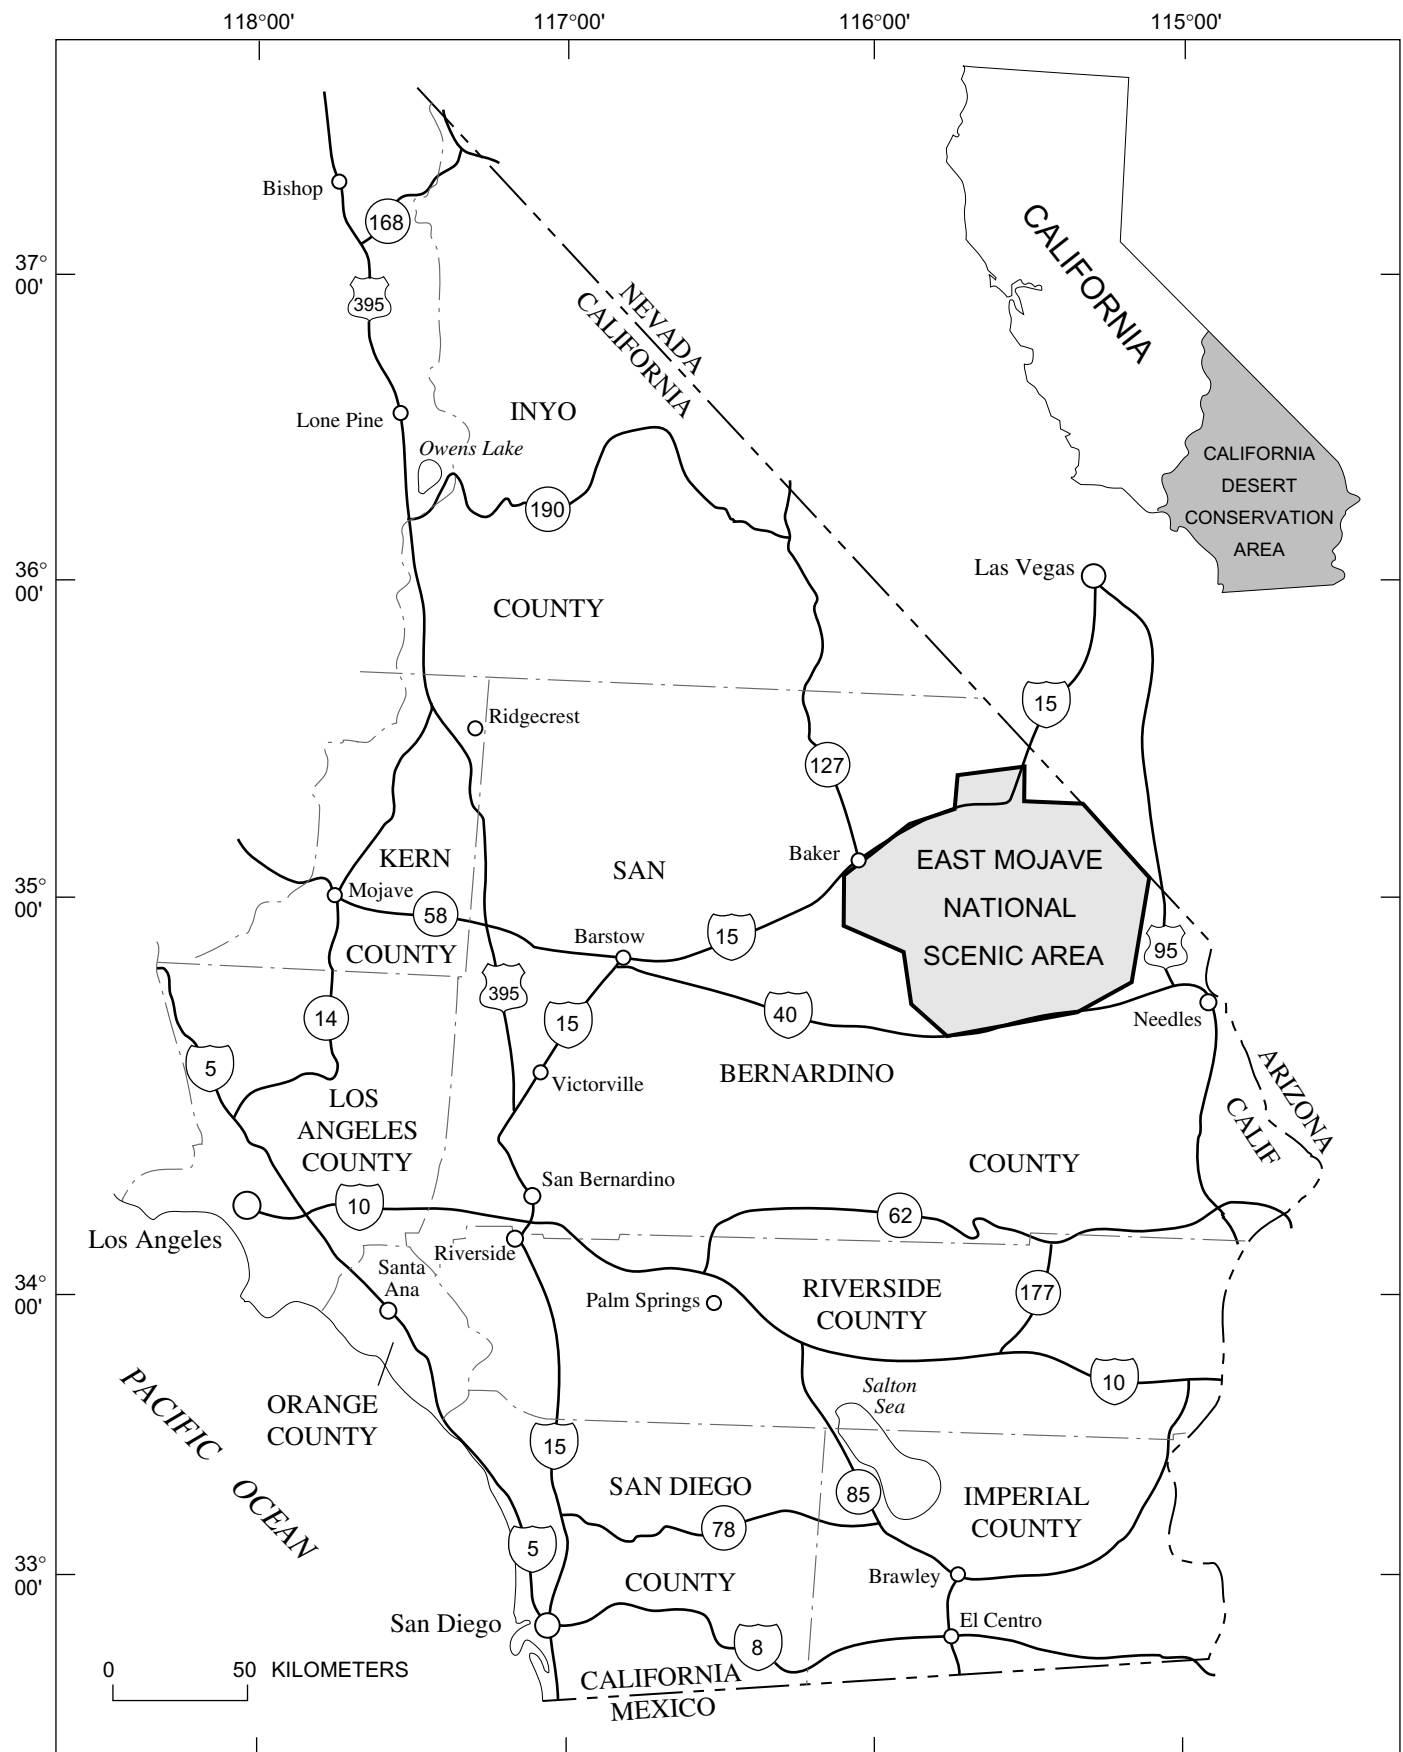 118°00'
117°00'
116°00'
115°00'
Bishop
168
37°
00'
395
NEVADA
CALIFORNIA
CALIFORNIA
Lone Pine
INYO
Owens Lake
190
CALIFORNIA
DESERT
CONSERVATION
AREA
Las Vegas
36°
00'
COUNTY
15
Ridgecrest
127
KERN
SAN
Baker
EAST MOJAVE
NATIONAL
SCENIC AREA
35°
00'
Mojave
58
Barstow
15
95
COUNTY
395
40
Needles
14
15
5
BERNARDINO
Victorville
ARIZONA
CALIF
LOS
ANGELES
COUNTY
COUNTY
San Bernardino
10
62
Los Angeles
Riverside
Santa
Ana
34°
00'
Palm Springs
RIVERSIDE
COUNTY
177
10
Salton
Sea
ORANGE
COUNTY
PACIFIC OCEAN
15
SAN DIEGO
85
IMPERIAL
COUNTY
78
5
33°
00'
COUNTY
Brawley
San Diego
El Centro
8
0 50 KILOMETERS
CALIFORNIA
MEXICO